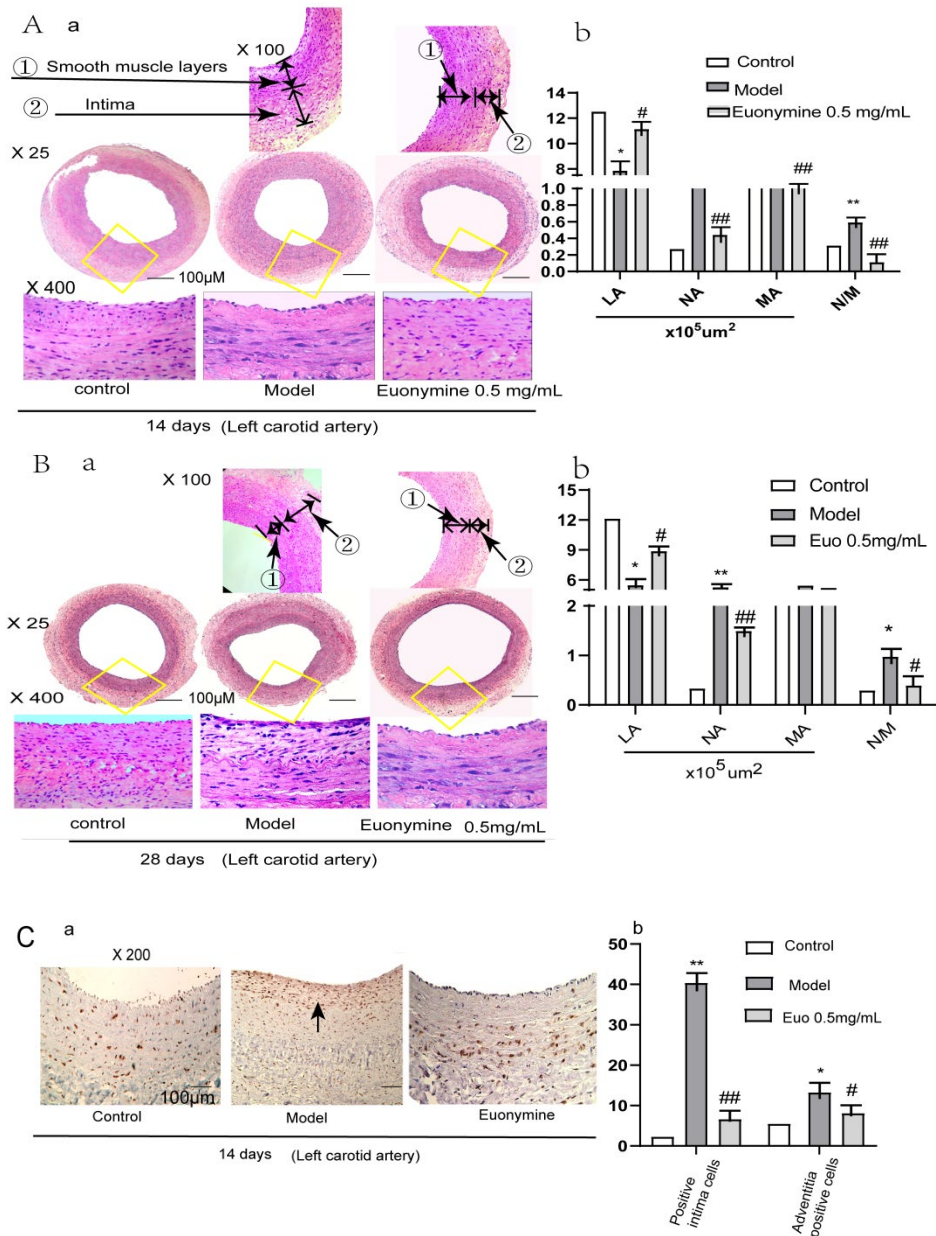 A a
X 100
① Smooth muscle layers
② Intima
①
②
X 25
100μM
X 400
control Model Euonymine 0.5 mg/mL
14 days (Left carotid artery)
b
Control
Model
Euonymine 0.5 mg/mL
14
12
10
8
6
1.0
0.8
0.6
0.4
0.2
0.0
* # ## ## ** ##
LA NA MA N/M
x10⁵um²
B a
X 100
①
②
①
②
X 25
100μM
X 400
control Model Euonymine 0.5mg/mL
28 days (Left carotid artery)
b
Control
Model
Euo 0.5mg/mL
15
12
9
6
2
1
0
* # ** ## * #
LA NA MA N/M
x10⁵um²
C a
X 200
100μm
Control Model Euonymine
14 days (Left carotid artery)
b
Control
Model
Euo 0.5mg/mL
50
40
30
20
10
0
** ## * #
Positive
intima cells
Adventitia
positive cells